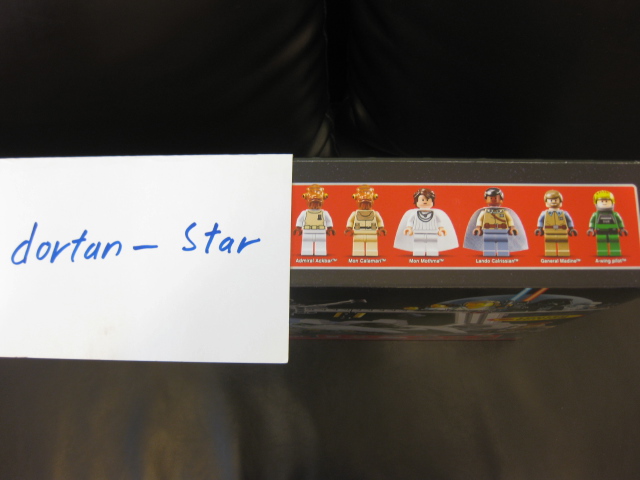 dortan - Star
Admiral Ackbar™ Mon Calamari™ Mon Mothma™ Lando Calrissian™ General Madine™ A-wing pilot™